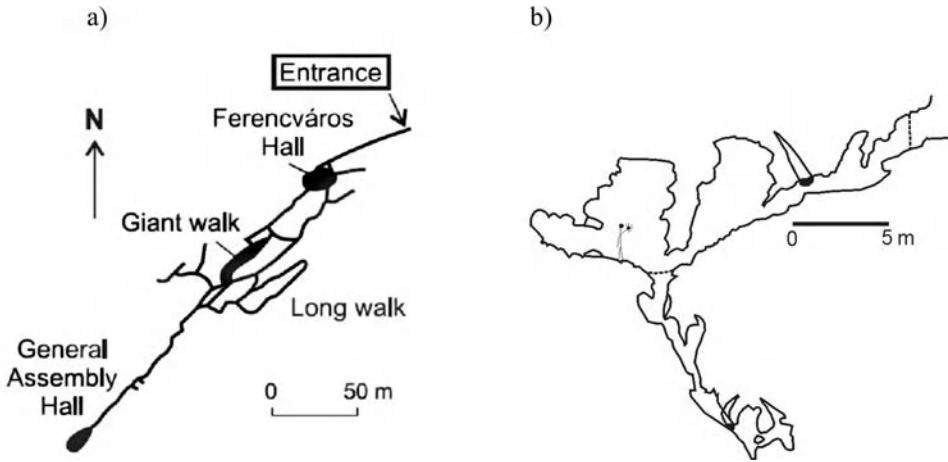 a)
b)
Entrance
N
Ferencváros
Hall
Giant walk
Long walk
General
Assembly
Hall
0 50 m
0 5 m